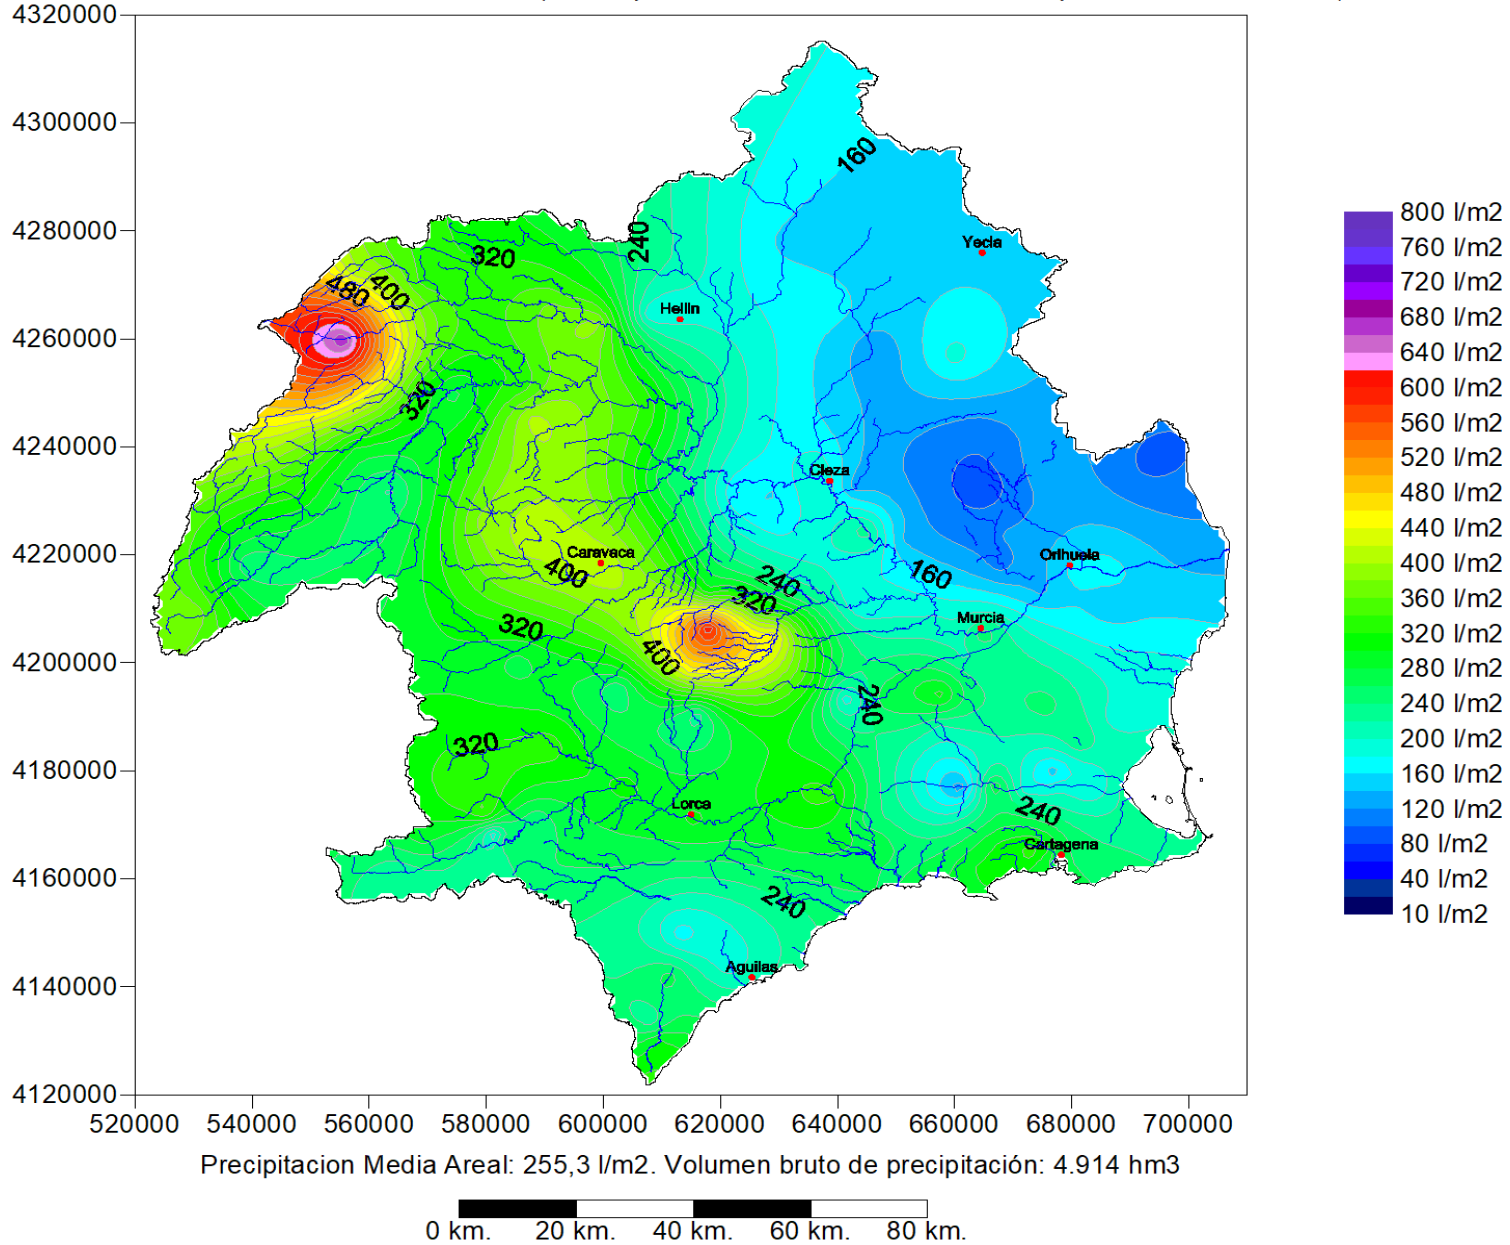 4320000
4300000
4280000
4260000
4240000
4220000
4200000
4180000
4160000
4140000
4120000
520000 540000 560000 580000 600000 620000 640000 660000 680000 700000
160
240
320
Yecla
480
400
Hellin
320
Cieza
Caravaca
400
240
320
160
Orihuela
Murcia
320
400
240
320
Lorca
240
Cartagena
240
Aguilas
800 l/m2
760 l/m2
720 l/m2
680 l/m2
640 l/m2
600 l/m2
560 l/m2
520 l/m2
480 l/m2
440 l/m2
400 l/m2
360 l/m2
320 l/m2
280 l/m2
240 l/m2
200 l/m2
160 l/m2
120 l/m2
80 l/m2
40 l/m2
10 l/m2
Precipitacion Media Areal: 255,3 l/m2. Volumen bruto de precipitación: 4.914 hm3
0 km. 20 km. 40 km. 60 km. 80 km.